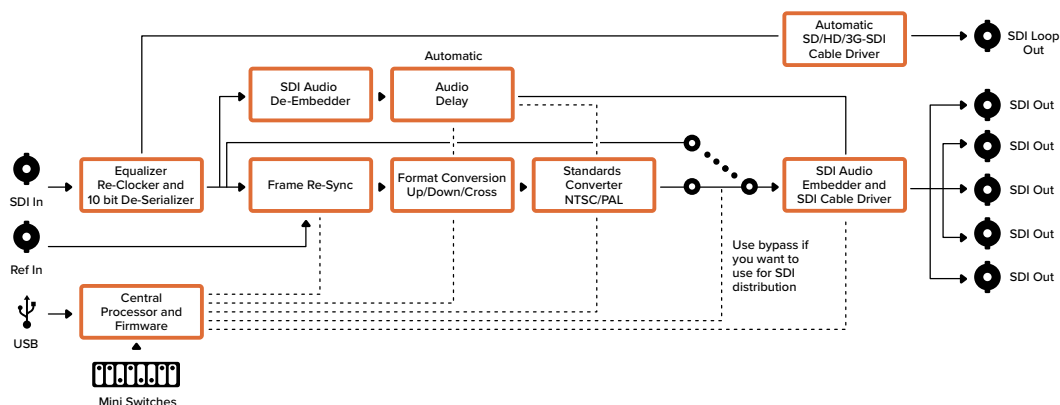 Automatic
SD/HD/3G-SDI
Cable Driver
SDI Loop
Out
Automatic
SDI Audio
De-Embedder
Audio
Delay
SDI Out
SDI Out
SDI In
Equalizer
Re-Clocker and
10 bit De-Serializer
Frame Re-Sync
Format Conversion
Up/Down/Cross
Standards
Converter
NTSC/PAL
SDI Audio
Embedder and
SDI Cable Driver
SDI Out
SDI Out
SDI Out
Ref In
Use bypass if
you want to
use for SDI
distribution
USB
Central
Processor and
Firmware
Mini Switches